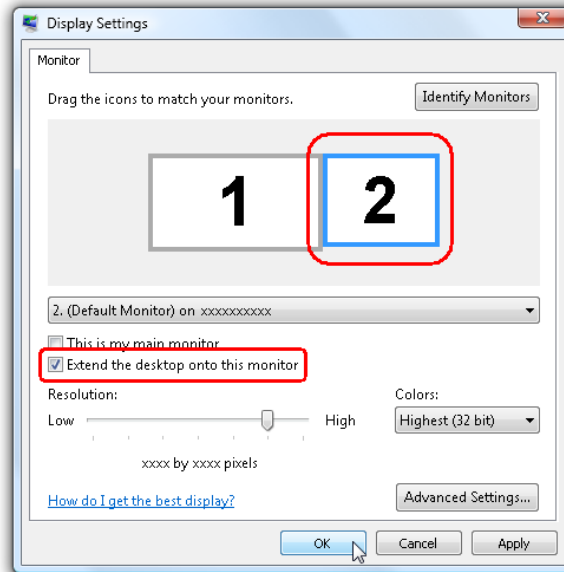 Display Settings
Monitor
Drag the icons to match your monitors.
Identify Monitors
1
2
2. (Default Monitor) on xxxxxxxxxx
This is my main monitor
Extend the desktop onto this monitor
Resolution:
Colors:
Low
High
Highest (32 bit)
xxxx by xxxx pixels
How do I get the best display?
Advanced Settings...
OK
Cancel
Apply